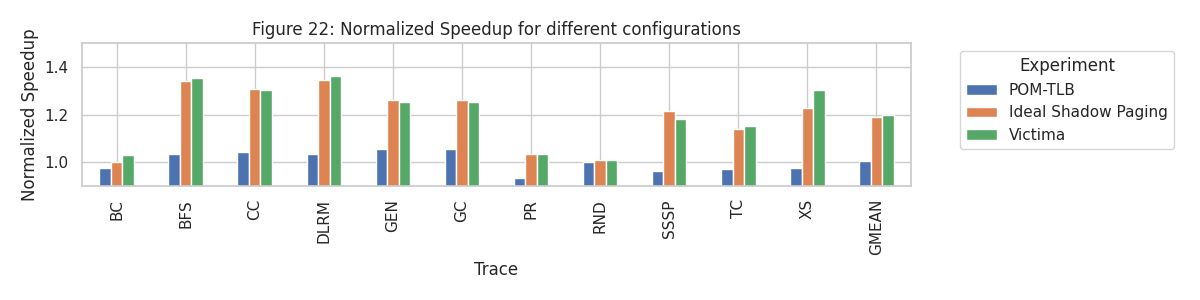 Figure 22: Normalized Speedup for different configurations
Normalized Speedup
1.4
1.2
1.0
BC
BFS
CC
DLRM
GEN
GC
PR
RND
SSSP
TC
XS
GMEAN
Trace
Experiment
POM-TLB
Ideal Shadow Paging
Victima